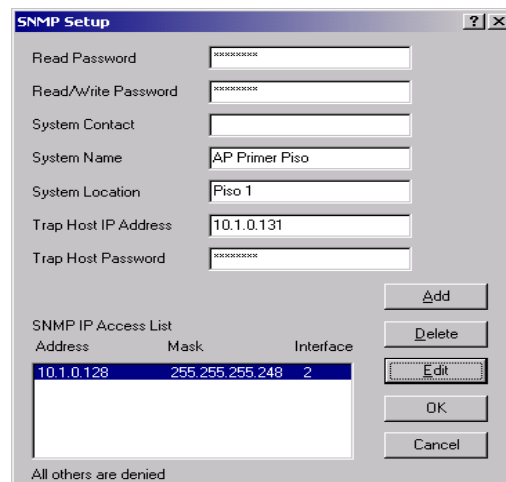 SNMP Setup
Read Password ********
Read/Write Password ********
System Contact
System Name AP Primer Piso
System Location Piso 1
Trap Host IP Address 10.1.0.131
Trap Host Password ********
Add
SNMP IP Access List
Delete
Address Mask Interface
10.1.0.128 255.255.255.248 2
Edit
OK
Cancel
All others are denied